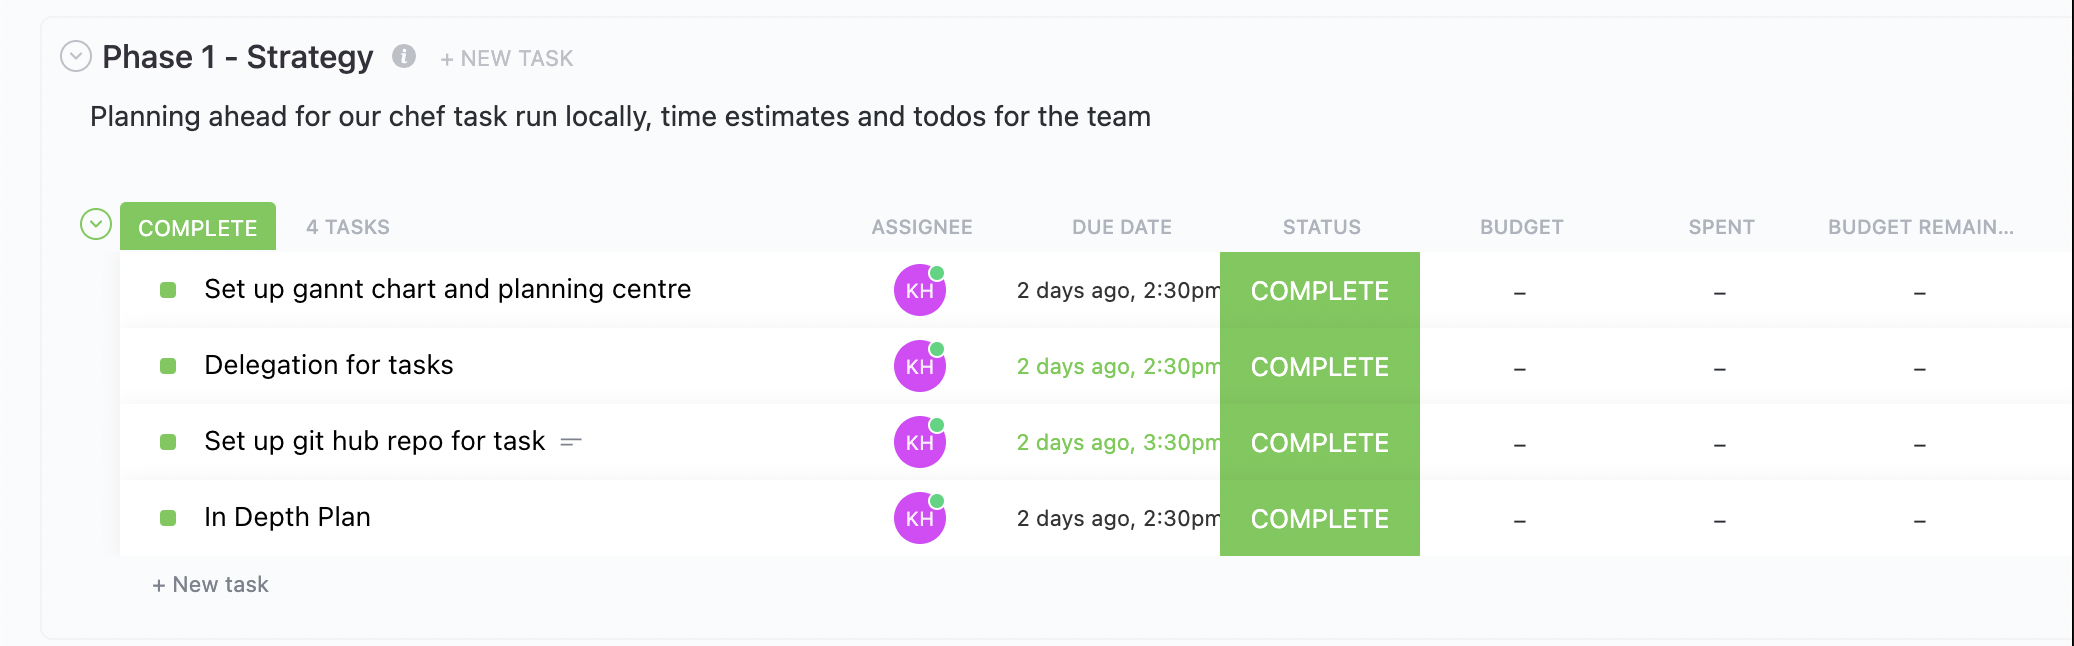 Phase 1 - Strategy + NEW TASK
Planning ahead for our chef task run locally, time estimates and todos for the team
COMPLETE 4 TASKS ASSIGNEE DUE DATE STATUS BUDGET SPENT BUDGET REMAIN...
Set up gannt chart and planning centre KH 2 days ago, 2:30pm COMPLETE – – –
Delegation for tasks KH 2 days ago, 2:30pm COMPLETE – – –
Set up git hub repo for task KH 2 days ago, 3:30pm COMPLETE – – –
In Depth Plan KH 2 days ago, 2:30pm COMPLETE – – –
+ New task